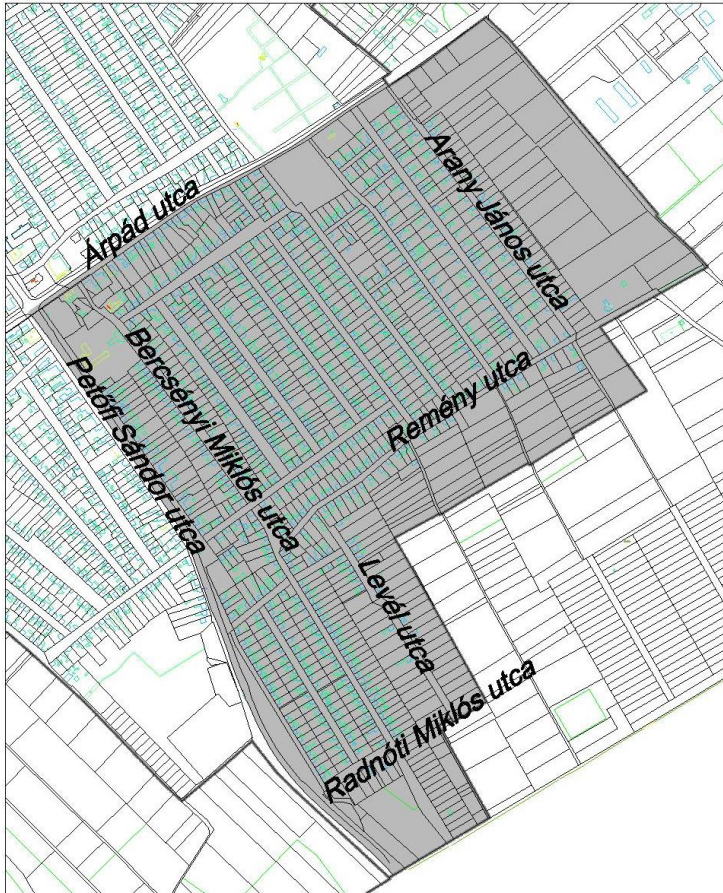 Árpád utca
Arany János utca
Bercsényi Miklós utca
Petőfi Sándor utca
Remény utca
Levél utca
Radnóti Miklós utca